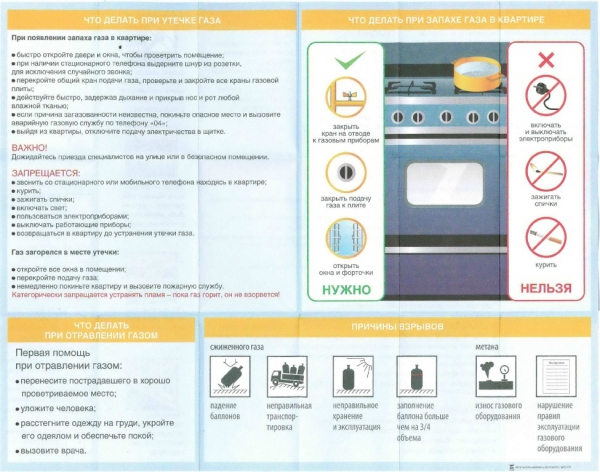 ЧТО ДЕЛАТЬ ПРИ УТЕЧКЕ ГАЗА
При появлении запаха газа в квартире:
● быстро откройте двери и окна, чтобы проветрить помещение;
● при наличии стационарного телефона выдерните шнур из розетки,
для исключения случайного звонка;
● перекройте общий кран подачи газа, проверьте и закройте все краны газовой
плиты;
● действуйте быстро, задержав дыхание и прикрыв нос и рот любой
влажной тканью;
● если причина загазованности неизвестна, покиньте опасное место и вызовите
аварийную газовую службу по телефону «04»;
● выйдя из квартиры, отключите подачу электричества в щитке.
ВАЖНО!
Дожидайтесь приезда специалистов на улице или в безопасном помещении.
ЗАПРЕЩАЕТСЯ:
● звонить со стационарного или мобильного телефона находясь в квартире;
● курить;
● зажигать спички;
● включать свет;
● пользоваться электроприборами;
● выключать работающие приборы;
● возвращаться в квартиру до устранения утечки газа.
Газ загорелся в месте утечки:
● откройте все окна в помещении;
● перекройте подачу газа;
● немедленно покиньте квартиру и вызовите пожарную службу.
Категорически запрещается устранять пламя – пока газ горит, он не взорвется!
ЧТО ДЕЛАТЬ ПРИ ЗАПАХЕ ГАЗА В КВАРТИРЕ
закрыть
кран на отводе
к газовым приборам
закрыть подачу
газа к плите
открыть
окна и форточки
НУЖНО
включать
и выключать
электроприборы
зажигать
спички
курить
НЕЛЬЗЯ
ЧТО ДЕЛАТЬ
ПРИ ОТРАВЛЕНИИ ГАЗОМ
Первая помощь
при отравлении газом:
● перенесите пострадавшего в хорошо
проветриваемое место;
● уложите человека;
● расстегните одежду на груди, укройте
его одеялом и обеспечьте покой;
● вызовите врача.
ПРИЧИНЫ ВЗРЫВОВ
сжиженного газа
падение
баллонов
неправильная
транспор-
тировка
неправильное
хранение
и эксплуатация
заполнение
баллона больше
чем на 3/4
объема
метана
износ газового
оборудования
нарушение
правил
эксплуатации
газового
оборудования